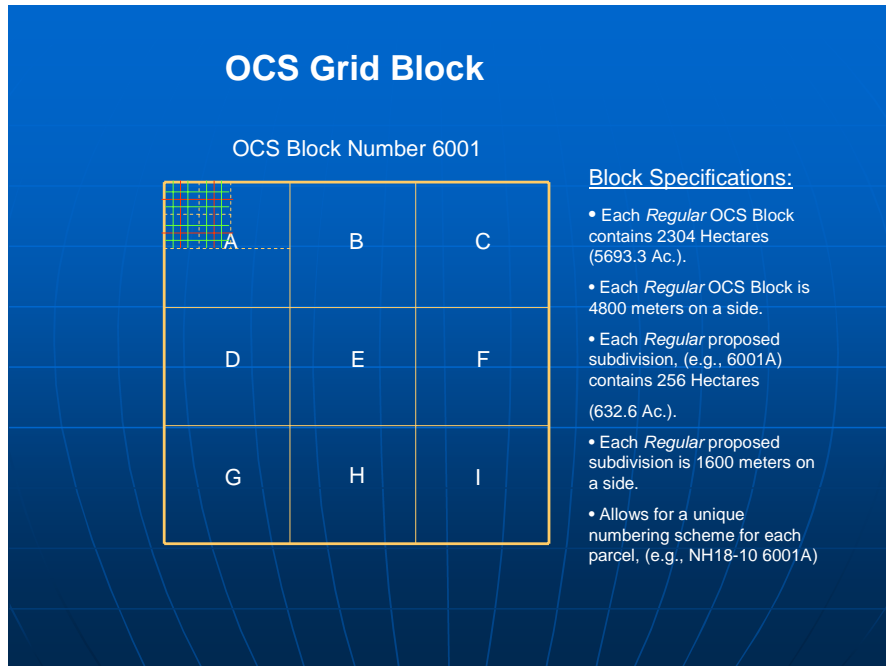 OCS Grid Block
OCS Block Number 6001
A
B
C
D
E
F
G
H
I
Block Specifications:
• Each Regular OCS Block
contains 2304 Hectares
(5693.3 Ac.).
• Each Regular OCS Block is
4800 meters on a side.
• Each Regular proposed
subdivision, (e.g., 6001A)
contains 256 Hectares
(632.6 Ac.).
• Each Regular proposed
subdivision is 1600 meters on
a side.
• Allows for a unique
numbering scheme for each
parcel, (e.g., NH18-10 6001A)